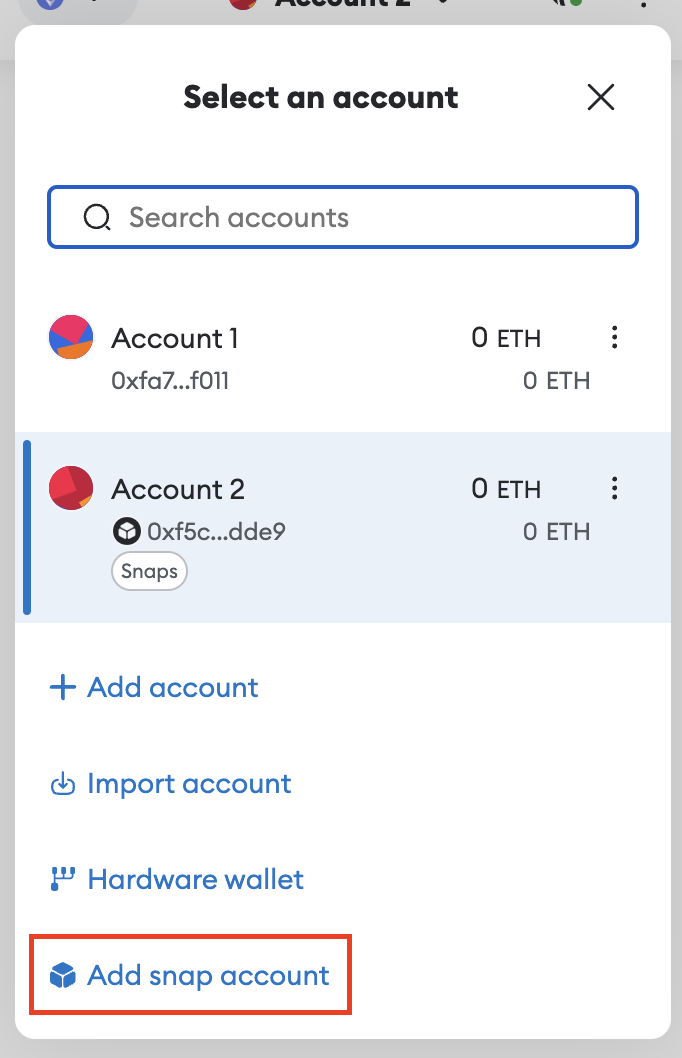 Account 2
Select an account
Search accounts
Account 1 0 ETH
0xfa7...f011 0 ETH
Account 2 0 ETH
0xf5c...dde9 0 ETH
Snaps
Add account
Import account
Hardware wallet
Add snap account